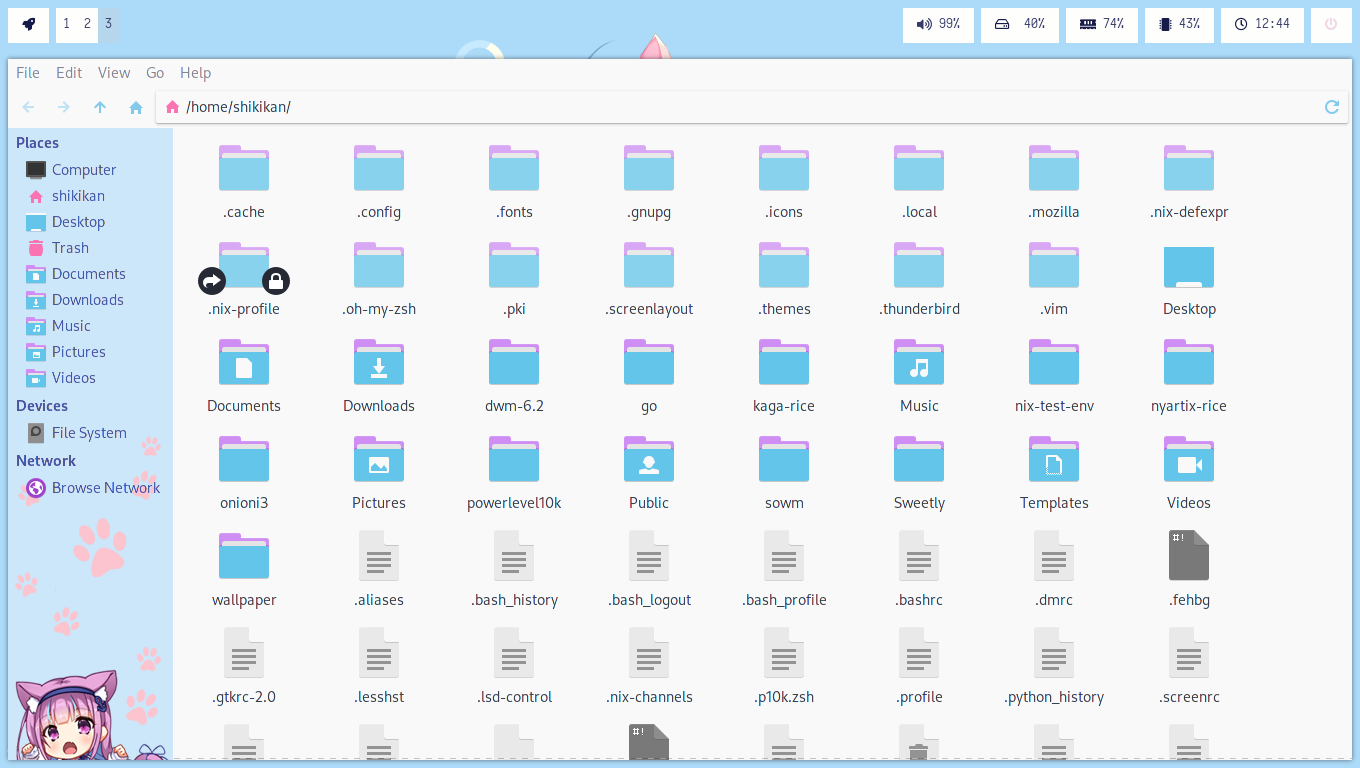 1 2 3 99% 40% 74% 43% 12:44
File Edit View Go Help
/home/shikikan/
Places
Computer
shikikan
Desktop
Trash
Documents
Downloads
Music
Pictures
Videos
Devices
File System
Network
Browse Network
.cache .config .fonts .gnupg .icons .local .mozilla .nix-defexpr
.nix-profile .oh-my-zsh .pki .screenlayout .themes .thunderbird .vim Desktop
Documents Downloads dwm-6.2 go kaga-rice Music nix-test-env nyartix-rice
onioni3 Pictures powerlevel10k Public sowm Sweetly Templates Videos
#!
wallpaper .aliases .bash_history .bash_logout .bash_profile .bashrc .dmrc .fehbg
.gtkrc-2.0 .lesshst .lsd-control .nix-channels .p10k.zsh .profile .python_history .screenrc
#!